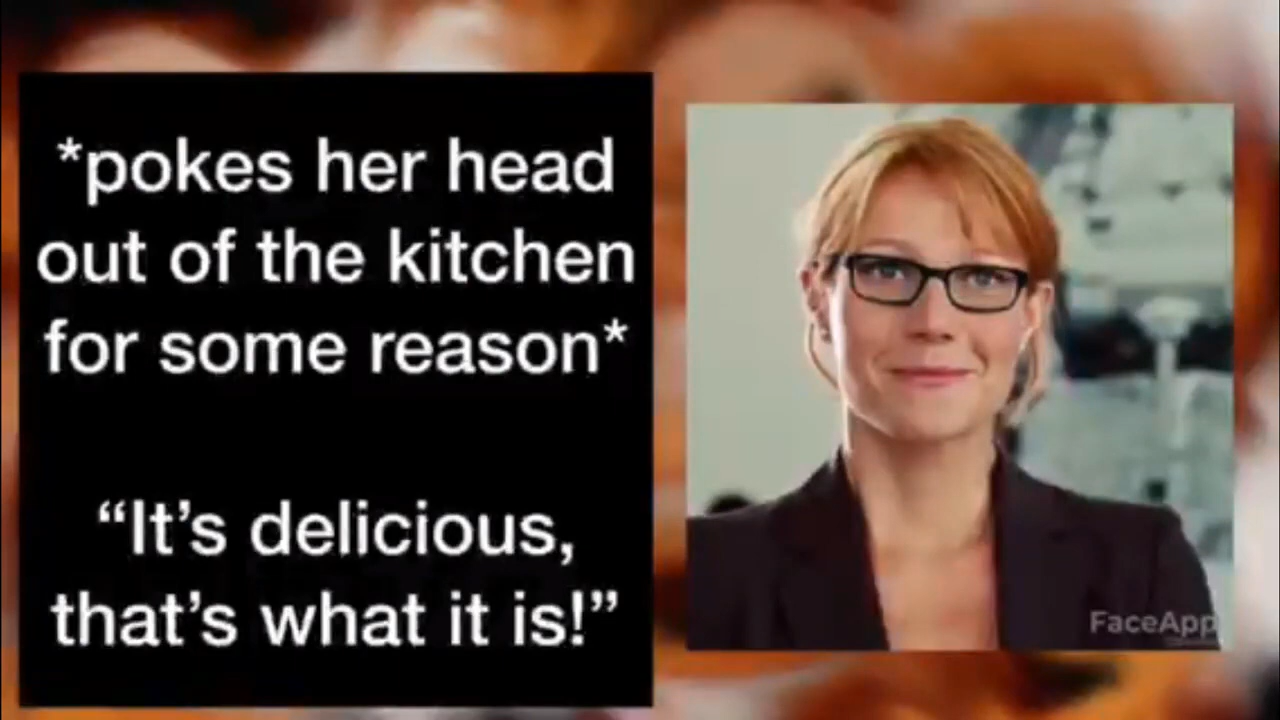 *pokes her head
out of the kitchen
for some reason*
“It’s delicious,
that’s what it is!”
FaceApp